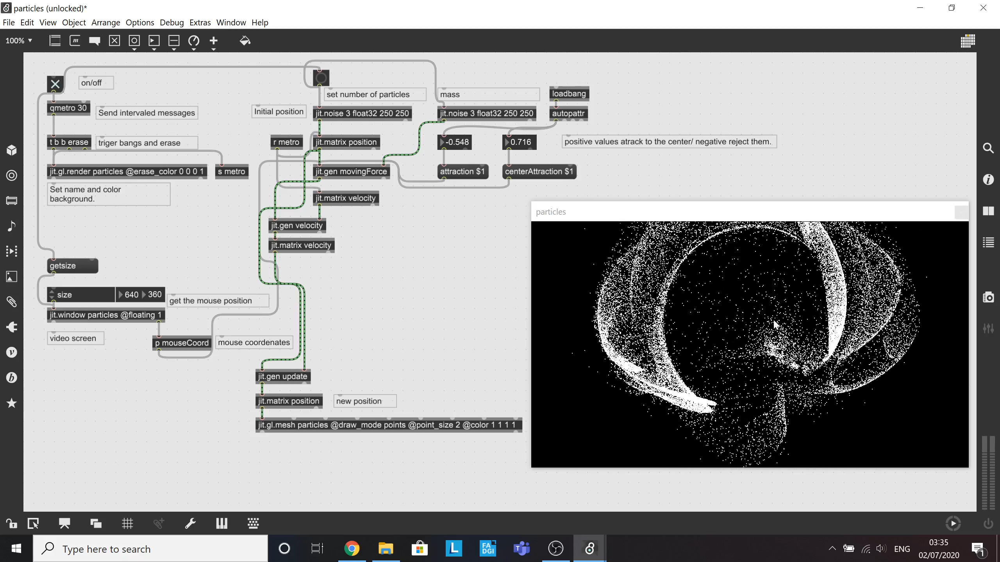 particles (unlocked)*
File Edit View Object Arrange Options Debug Extras Window Help
100%
m
on/off
set number of particles
mass
loadbang
qmetro 30
Send intervaled messages
Initial position
jit.noise 3 float32 250 250
jit.noise 3 float32 250 250
autopattr
t b b erase
triger bangs and erase
r metro
jit.matrix position
-0.548
0.716
positive values atrack to the center/ negative reject them.
jit.gl.render particles @erase_color 0 0 0 1
s metro
jit.gen movingForce
attraction $1
centerAttraction $1
Set name and color
background.
jit.matrix velocity
particles
jit.gen velocity
jit.matrix velocity
getsize
size
640
360
get the mouse position
jit.window particles @floating 1
video screen
p mouseCoord
mouse coordenates
jit.gen update
jit.matrix position
new position
jit.gl.mesh particles @draw_mode points @point_size 2 @color 1 1 1 1
Type here to search
L
FA
DGI
T
ENG
03:35
02/07/2020
1